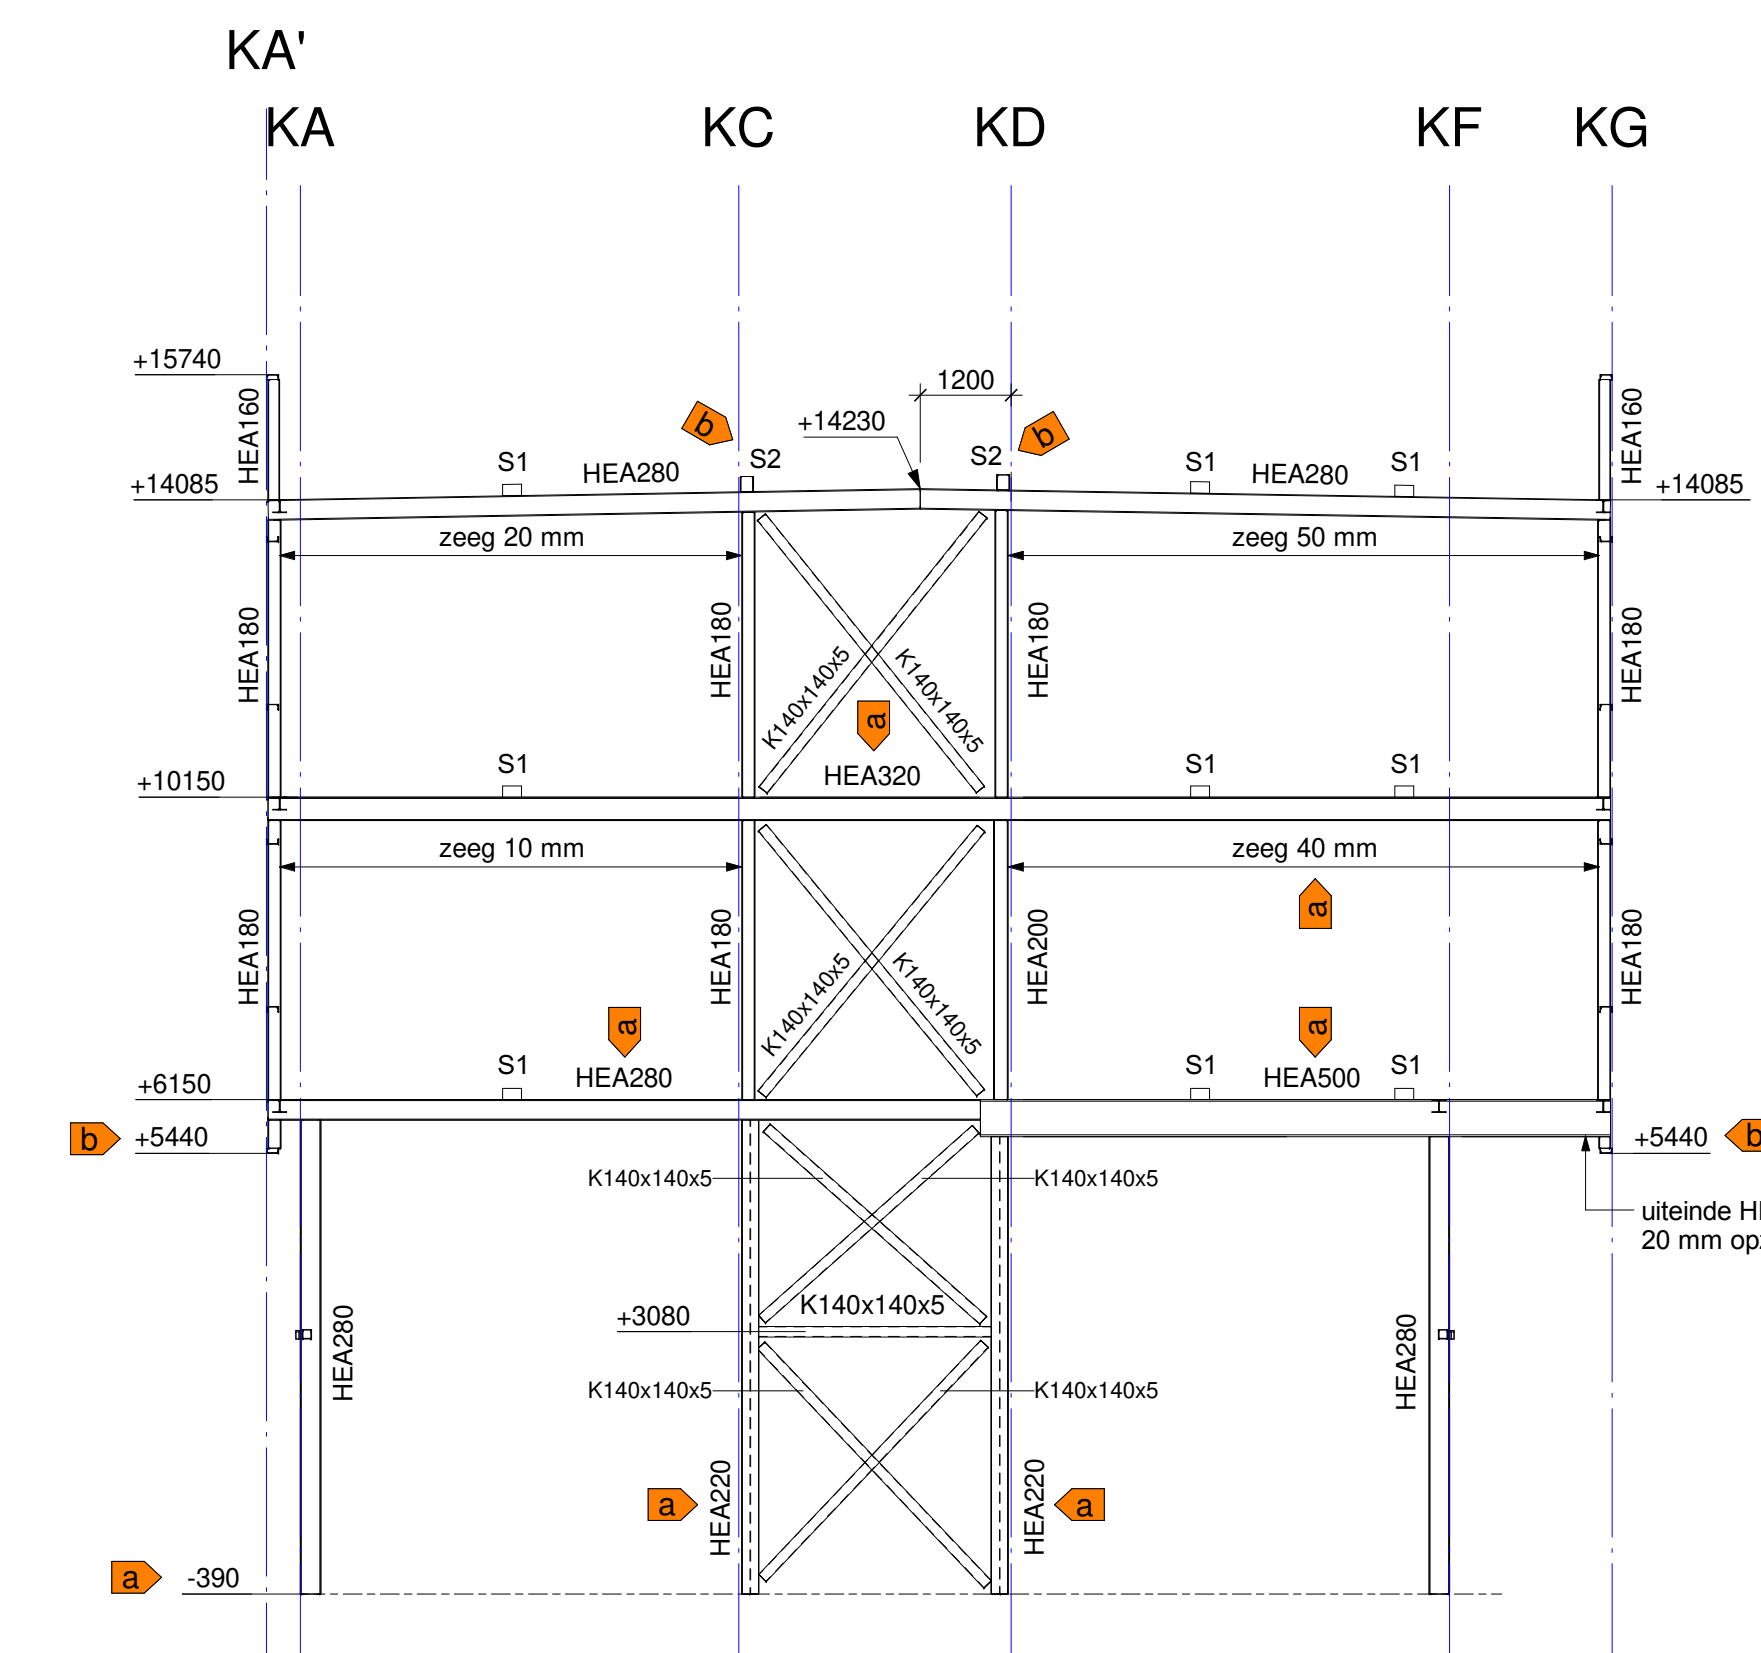 KA'
KA KC KD KF KG
+15740
1200
HEA160
b
+14230
b
HEA160
S1 HEA280 S2 S2 S1 HEA280 S1
+14085
+14085
zeeg 20 mm
zeeg 50 mm
HEA180
HEA180
K140x140x5
K140x140x5
HEA180
HEA180
a
S1 HEA320 S1 S1
+10150
zeeg 10 mm
zeeg 40 mm
a
HEA180
HEA180
K140x140x5
K140x140x5
HEA200
HEA180
a
a
S1 HEA280 S1 HEA500 S1
+6150
b +5440
+5440 b
K140x140x5
K140x140x5
uiteinde
20 mm
+3080 K140x140x5
HEA280
HEA280
K140x140x5
K140x140x5
a HEA220
HEA220 a
a -390